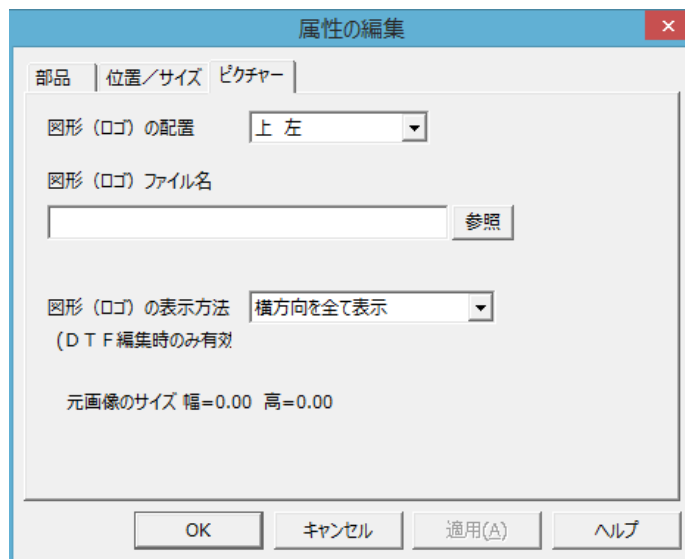 属性の編集
部品 位置／サイズ ピクチャー
図形（ロゴ）の配置 上 左
図形（ロゴ）ファイル名
参照
図形（ロゴ）の表示方法 横方向を全て表示
（ＤＴＦ編集時のみ有効
元画像のサイズ 幅=0.00 高=0.00
OK キャンセル 適用(A) ヘルプ